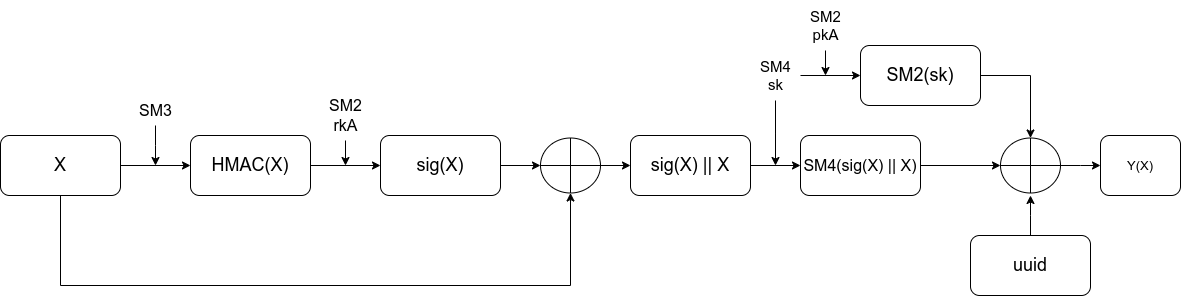 SM2
pkA
SM4
sk
SM2(sk)
SM3
SM2
rkA
X
HMAC(X)
sig(X)
sig(X) || X
SM4(sig(X) || X)
Y(X)
uuid